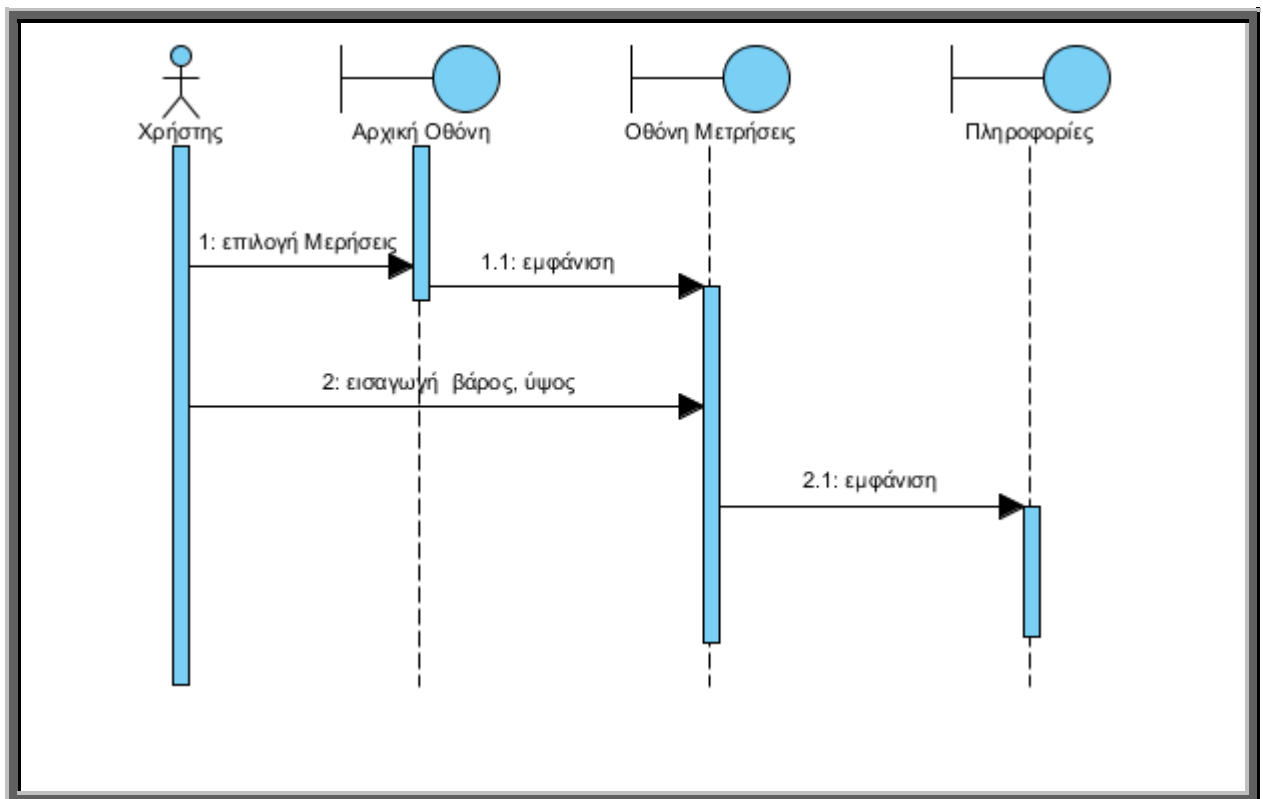 Χρήστης
Αρχική Οθόνη
Οθόνη Μετρήσεις
Πληροφορίες
1: επιλογή Μερήσεις
1.1: εμφάνιση
2: εισαγωγή  βάρος, ύψος
2.1: εμφάνιση